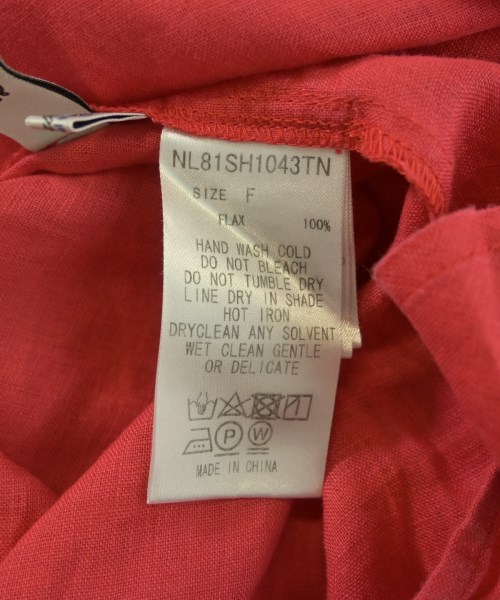 NL81SH1043TN
SIZE F
FLAX 100%
HAND WASH COLD
DO NOT BLEACH
DO NOT TUMBLE DRY
LINE DRY IN SHADE
HOT IRON
DRYCLEAN ANY SOLVENT
WET CLEAN GENTLE
OR DELICATE
P W
MADE IN CHINA